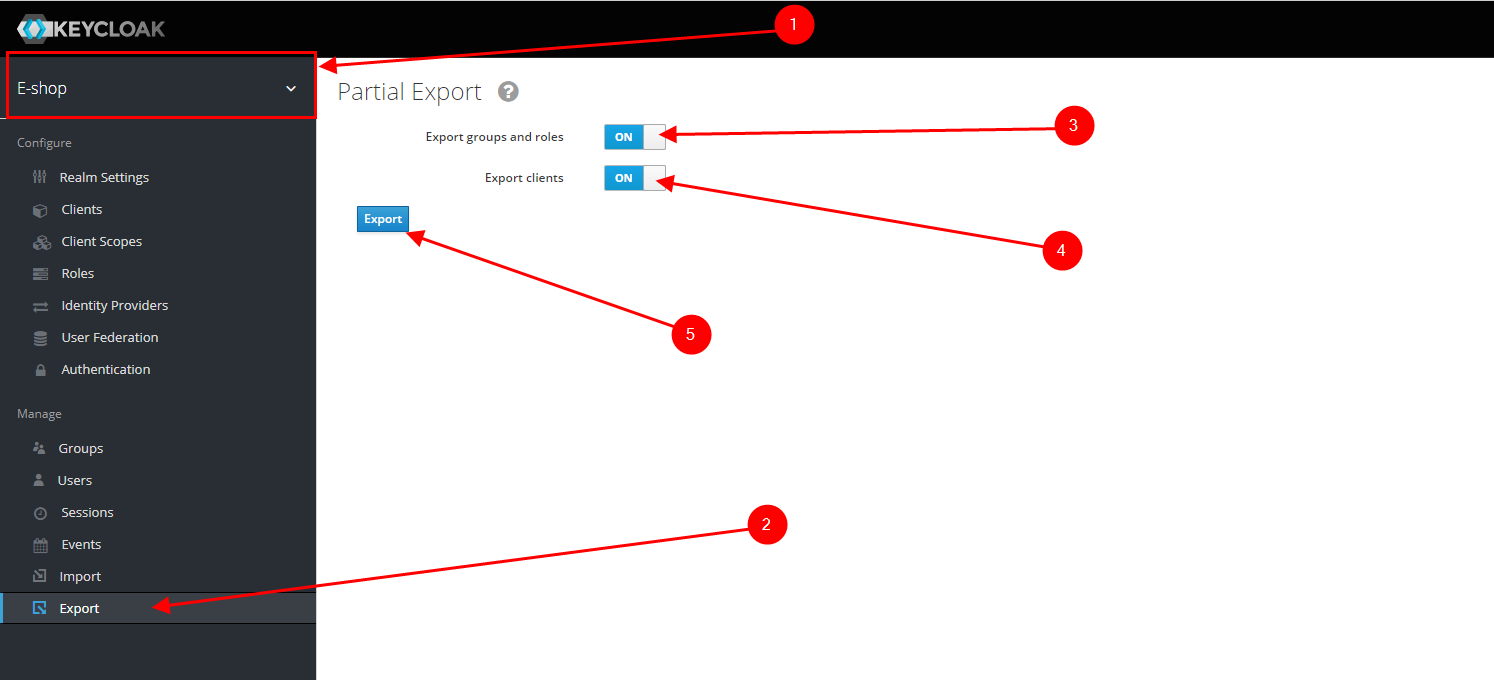 KEYCLOAK
1
E-shop
Partial Export ?
Export groups and roles ON
3
Export clients ON
4
Export
5
Configure
Realm Settings
Clients
Client Scopes
Roles
Identity Providers
User Federation
Authentication
Manage
Groups
Users
Sessions
Events
Import
Export
2